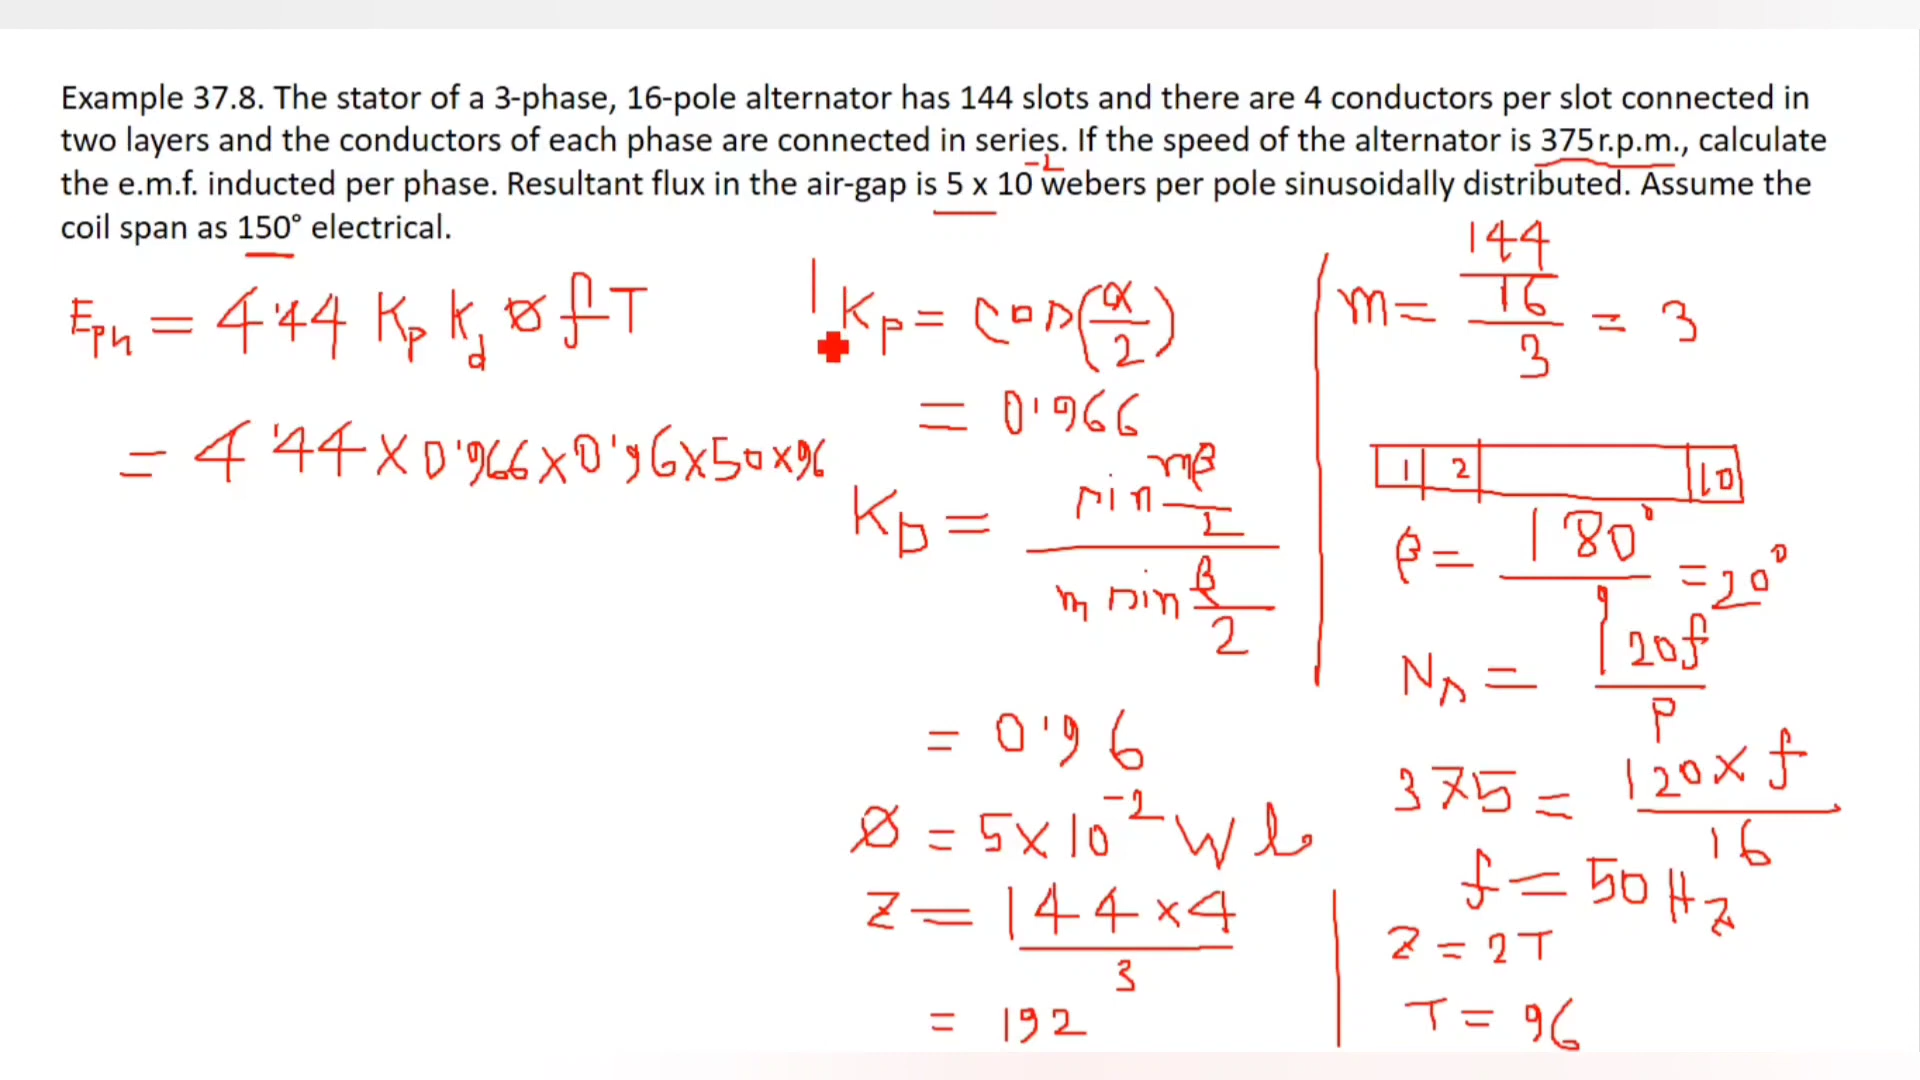 Example 37.8. The stator of a 3-phase, 16-pole alternator has 144 slots and there are 4 conductors per slot connected in
two layers and the conductors of each phase are connected in series. If the speed of the alternator is 375 r.p.m., calculate
the e.m.f. inducted per phase. Resultant flux in the air-gap is 5 x 10⁻² webers per pole sinusoidally distributed. Assume the
coil span as 150° electrical.
Eph = 4.44 Kp kd ø f T
= 4.44 × 0.966 × 0.96 × 50 × 96
Kp = cos(α/2)
= 0.966
KD = sin mβ/2 / m sin β/2
= 0.96
ø = 5×10⁻² Wb
Z = 144×4/3
= 192
m = 144/16/3 = 3
1 2 10
β = 180°/9 = 20°
Ns = 120f/P
375 = 120×f/16
f = 50 Hz
Z = 2T
T = 96